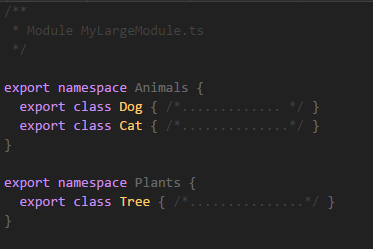 /**
 * Module MyLargeModule.ts
 */
export namespace Animals {
  export class Dog { /*............. */ }
  export class Cat { /*..............*/ }
}
export namespace Plants {
  export class Tree { /*...............*/ }
}